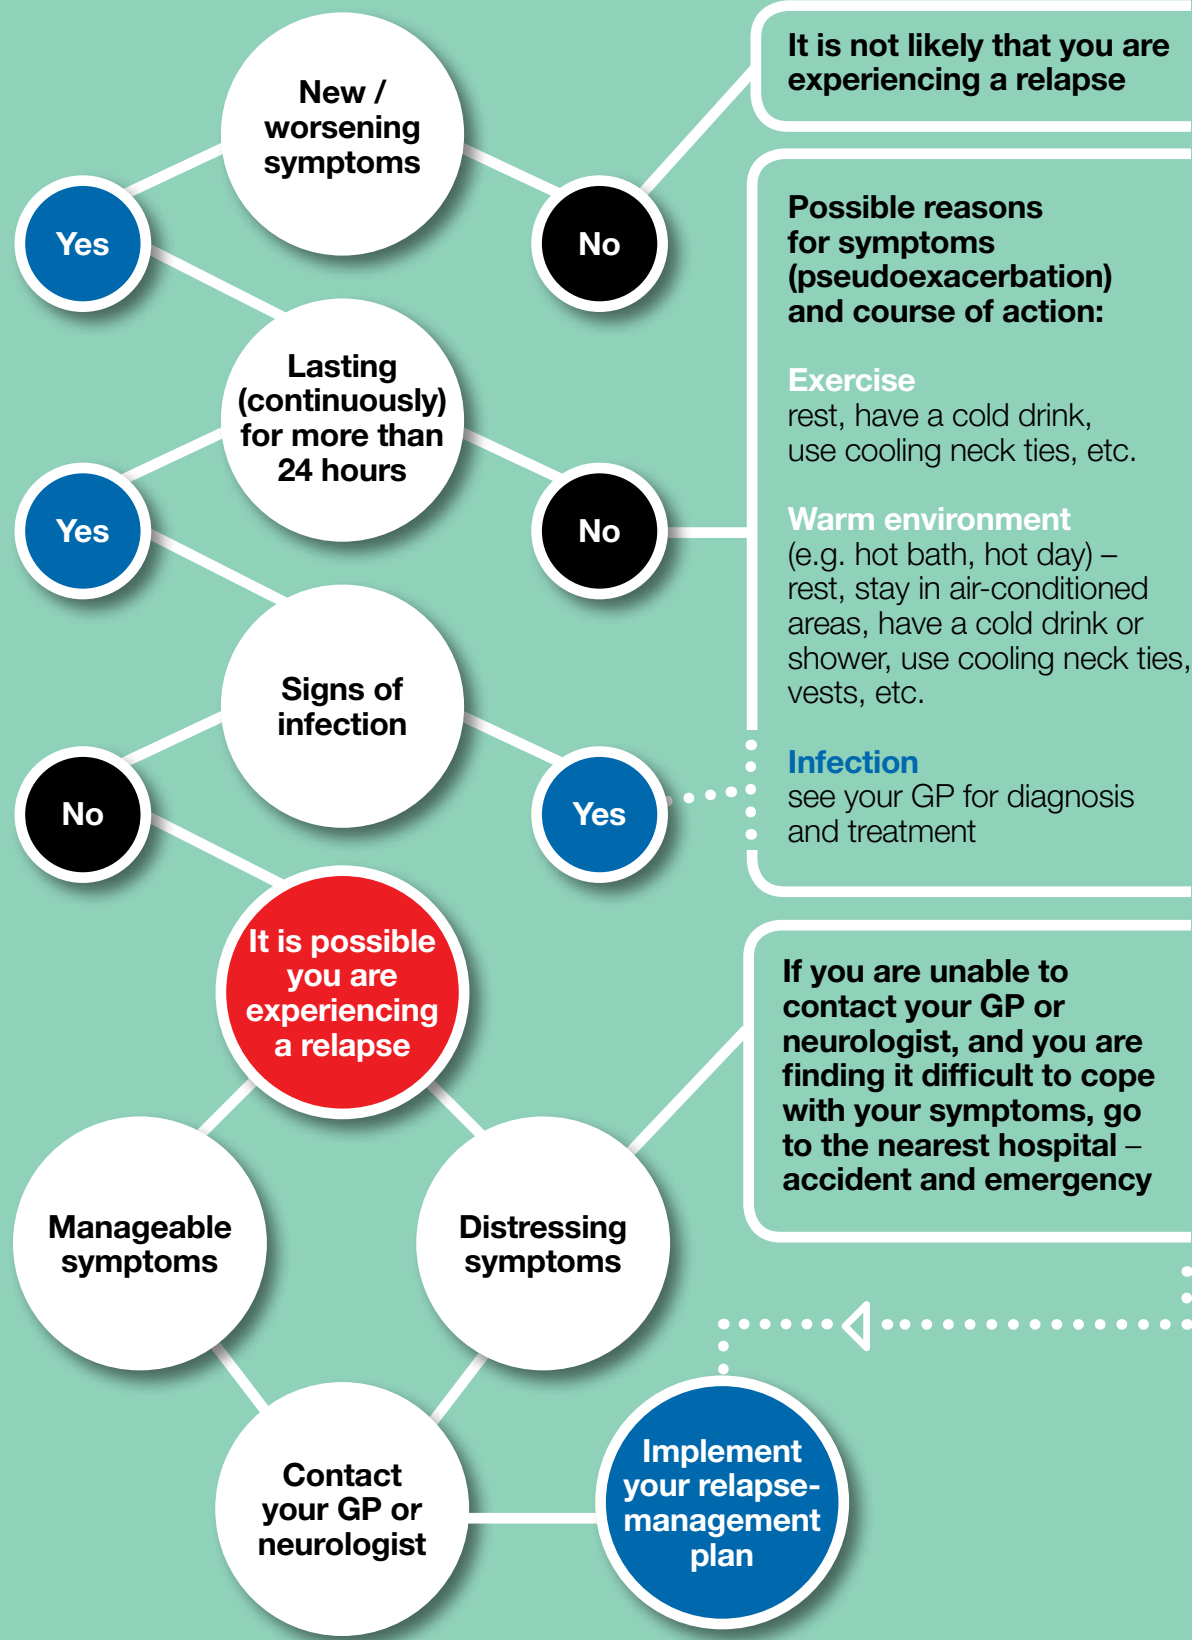 New /
worsening
symptoms
Yes
No
It is not likely that you are
experiencing a relapse
Lasting
(continuously)
for more than
24 hours
Yes
No
Possible reasons
for symptoms
(pseudoexacerbation)
and course of action:
Exercise
rest, have a cold drink,
use cooling neck ties, etc.
Warm environment
(e.g. hot bath, hot day) –
rest, stay in air-conditioned
areas, have a cold drink or
shower, use cooling neck ties,
vests, etc.
Infection
see your GP for diagnosis
and treatment
Signs of
infection
No
Yes
It is possible
you are
experiencing
a relapse
Manageable
symptoms
Distressing
symptoms
If you are unable to
contact your GP or
neurologist, and you are
finding it difficult to cope
with your symptoms, go
to the nearest hospital –
accident and emergency
Contact
your GP or
neurologist
Implement
your relapse-
management
plan